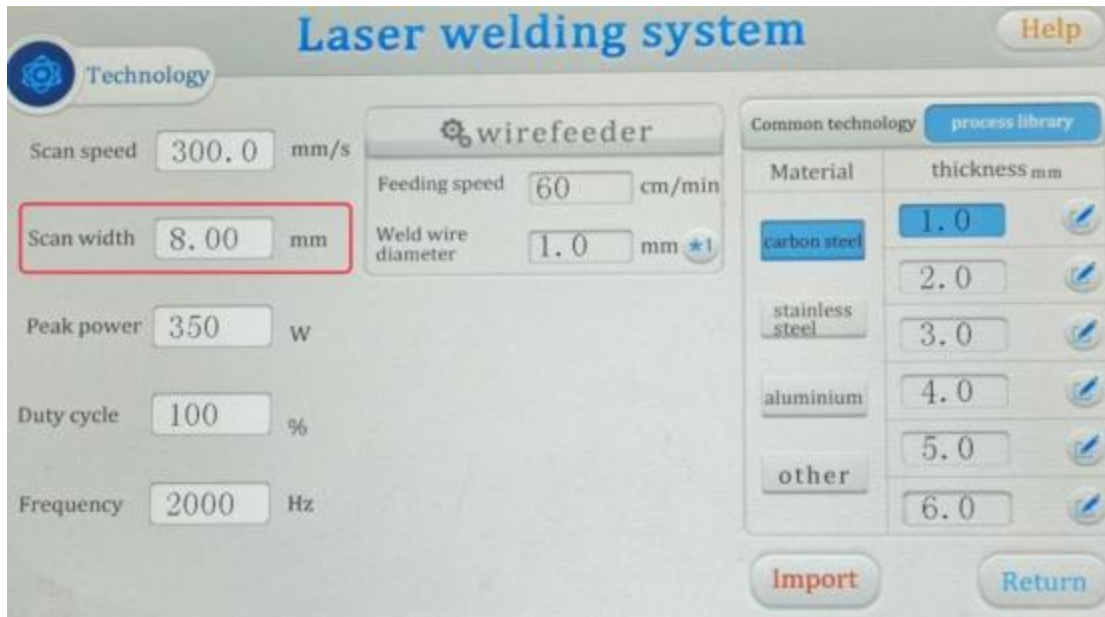 Laser welding system
Help
Technology
Scan speed 300.0 mm/s
Scan width 8.00 mm
Peak power 350 W
Duty cycle 100 %
Frequency 2000 Hz
wirefeeder
Feeding speed 60 cm/min
Weld wire
diameter 1.0 mm ★1
Common technology process library
Material thickness mm
carbon steel
stainless
steel
aluminium
other
1.0
2.0
3.0
4.0
5.0
6.0
Import Return